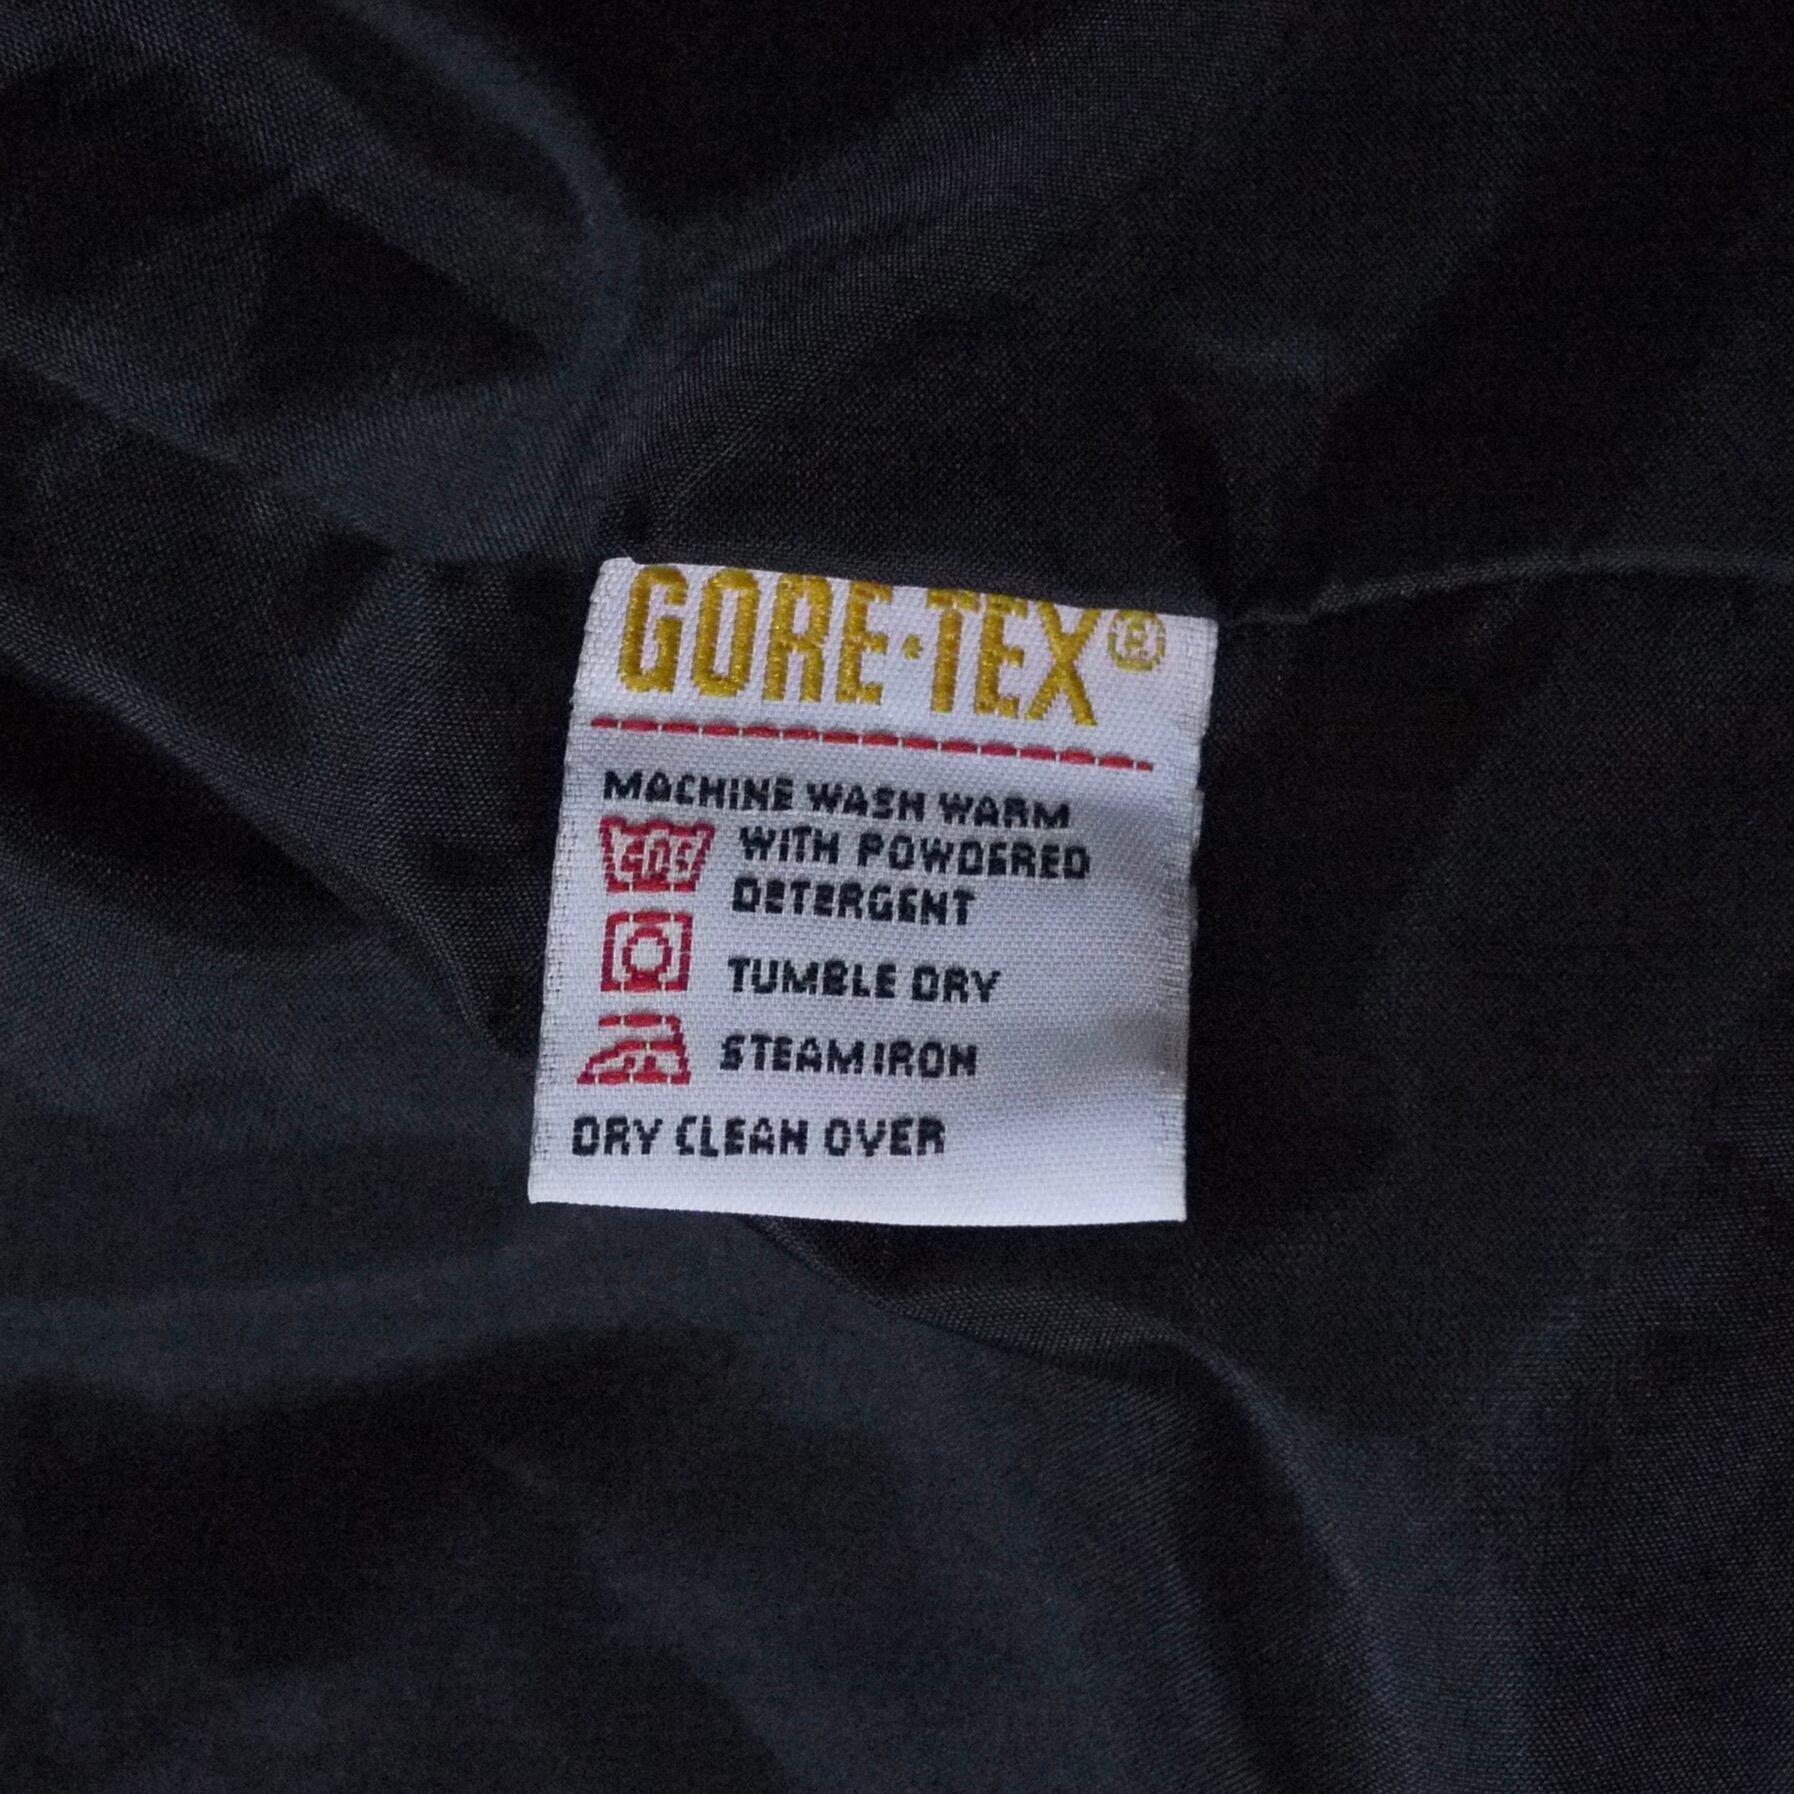 GORE-TEX®
MACHINE WASH WARM
WITH POWDERED
DETERGENT
TUMBLE DRY
STEAM IRON
DRY CLEAN OVER